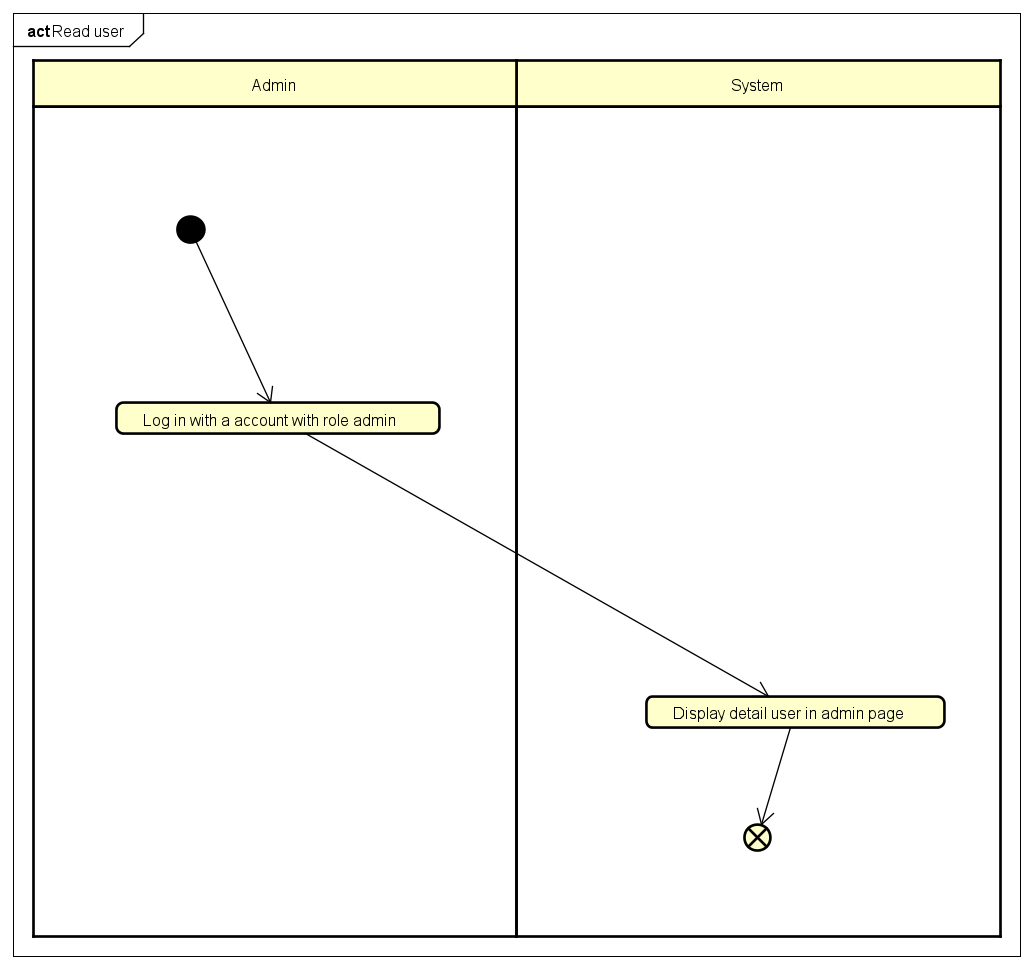 act Read user
Admin
System
Log in with a account with role admin
Display detail user in admin page